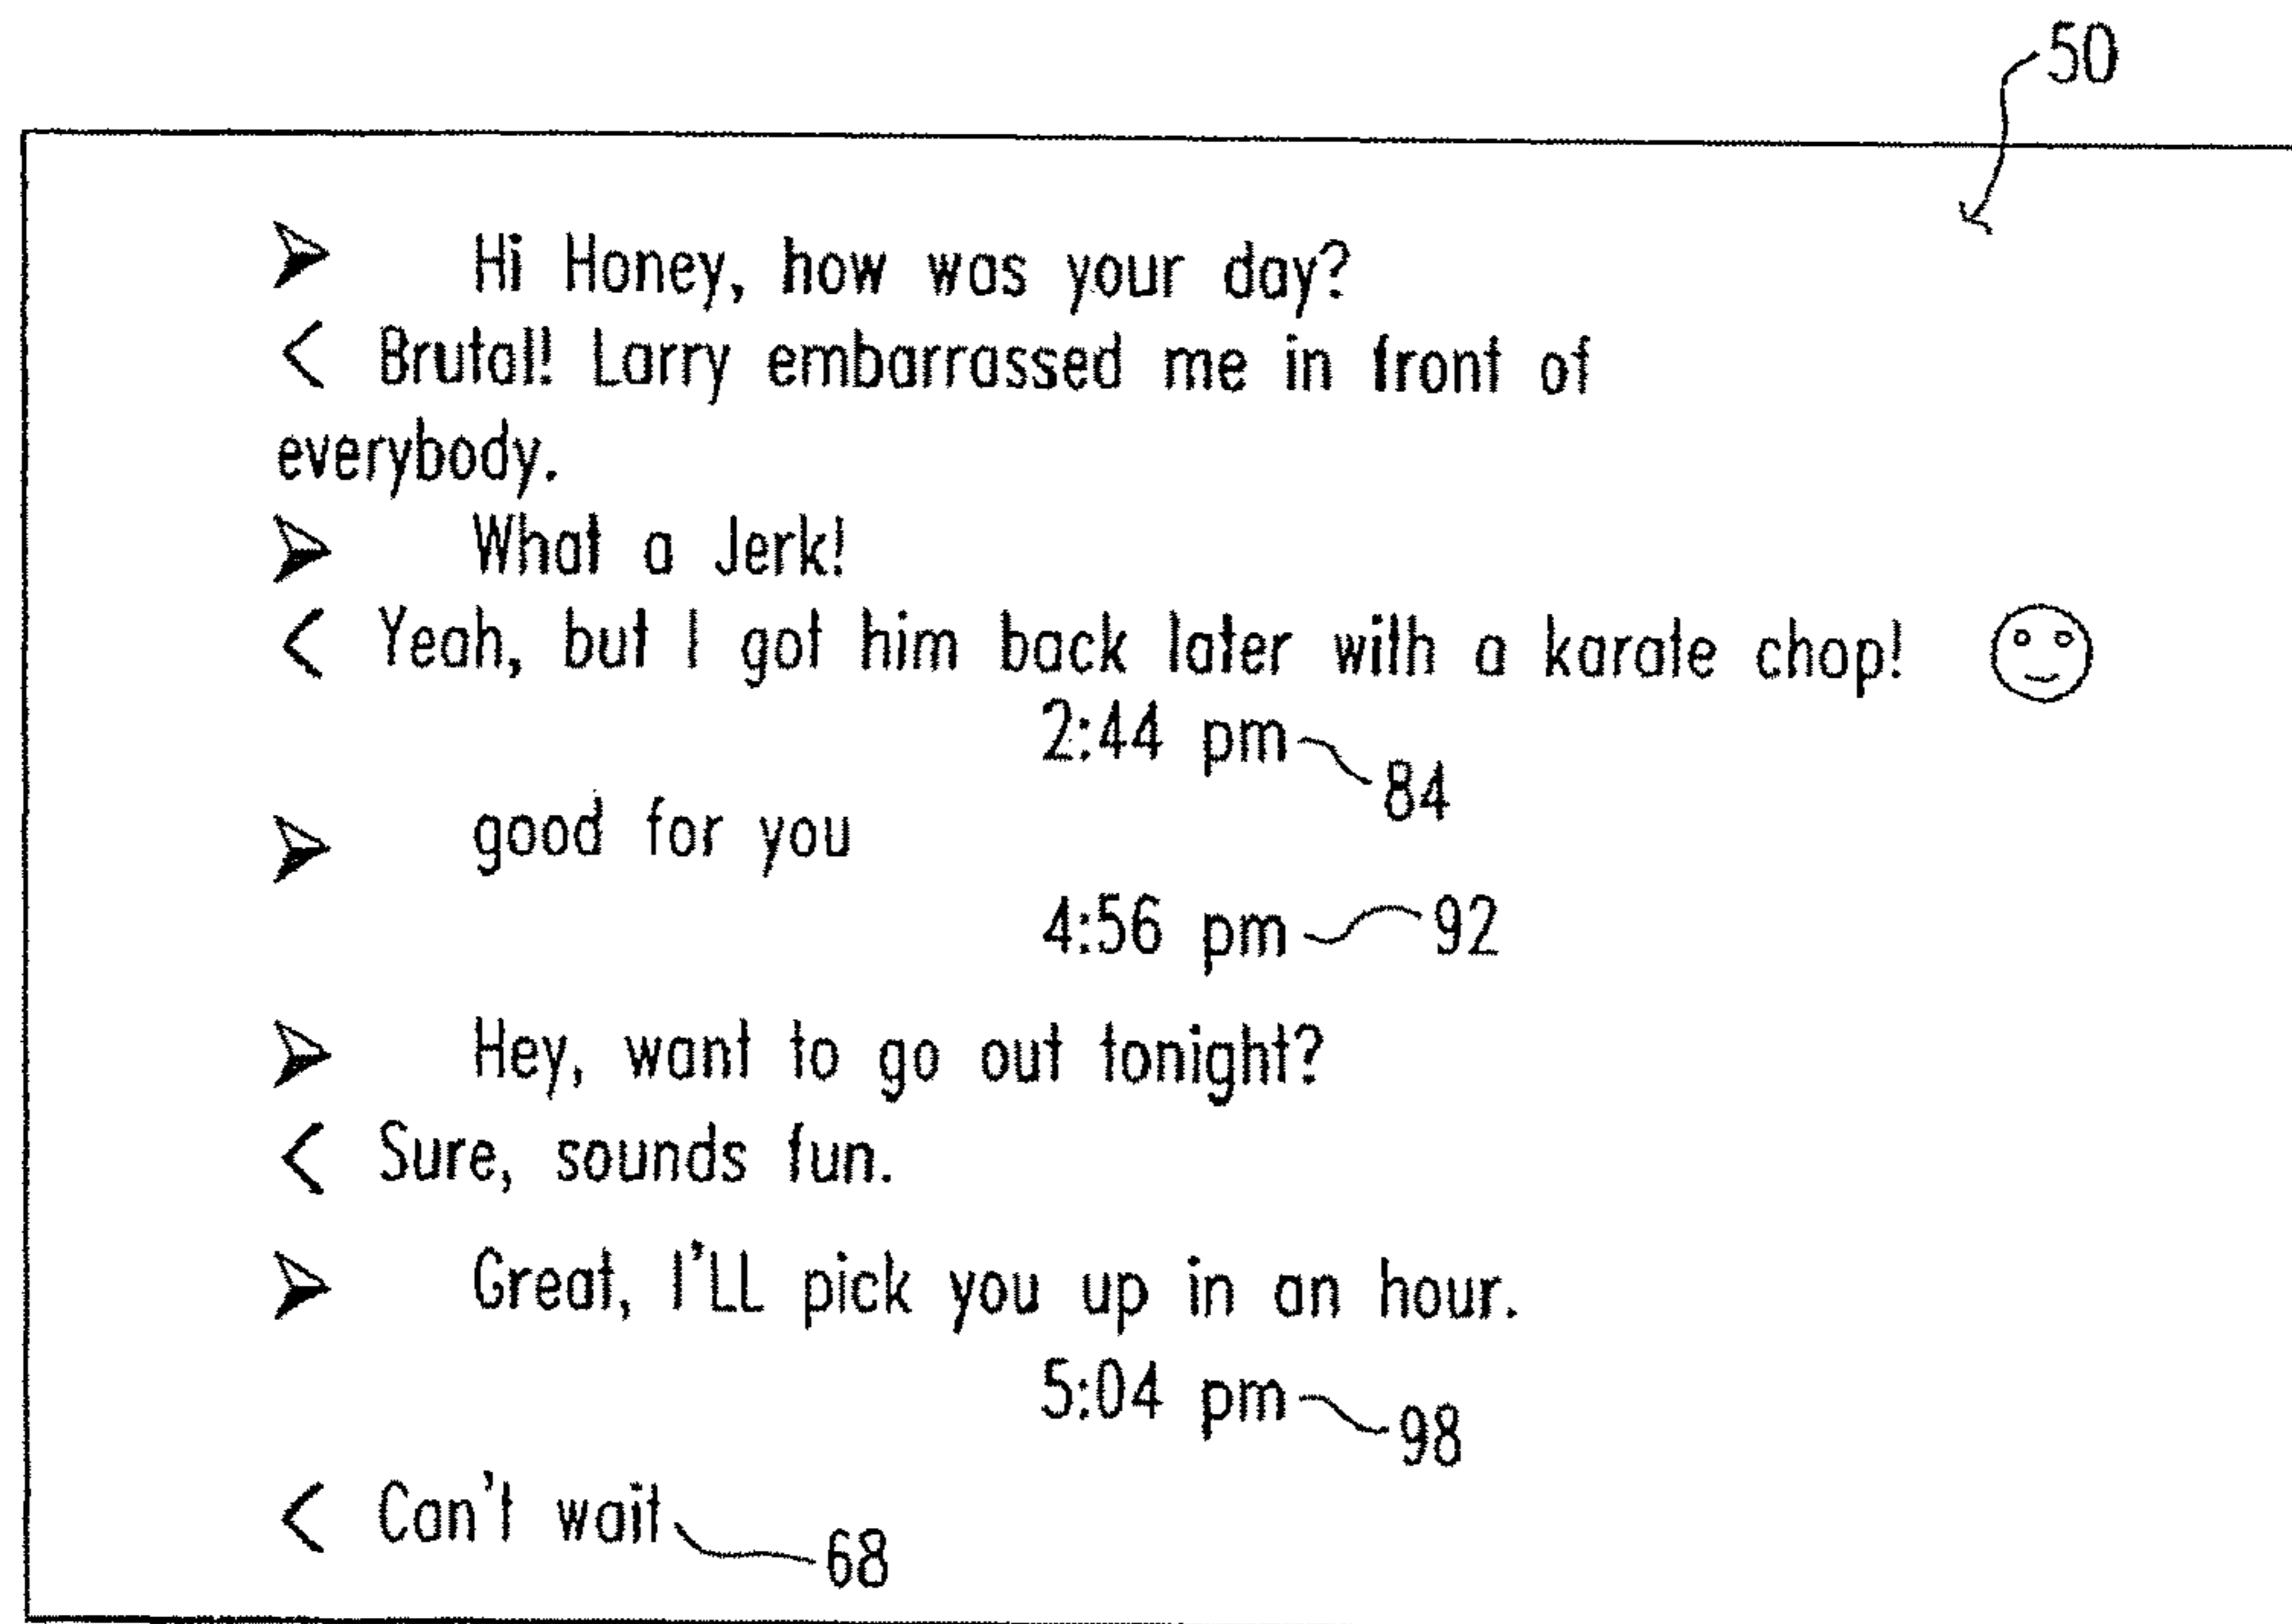 50
➢ Hi Honey, how was your day?
< Brutal! Larry embarrassed me in front of
everybody.
➢ What a Jerk!
< Yeah, but I got him back later with a karate chop!
2:44 pm 84
➢ good for you
4:56 pm 92
➢ Hey, want to go out tonight?
< Sure, sounds fun.
➢ Great, I'LL pick you up in an hour.
5:04 pm 98
< Can't wait 68